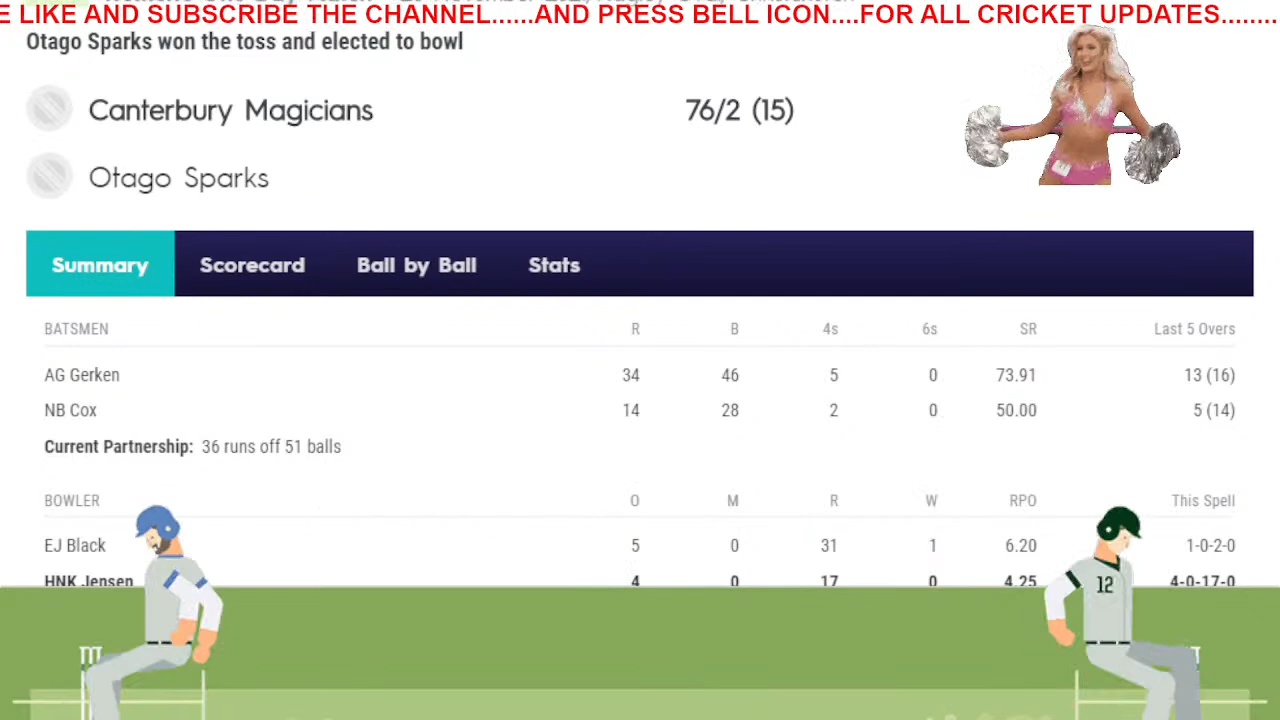 E LIKE AND SUBSCRIBE THE CHANNEL......AND PRESS BELL ICON....FOR ALL CRICKET UPDATES........
Otago Sparks won the toss and elected to bowl
Canterbury Magicians 76/2 (15)
Otago Sparks
Summary Scorecard Ball by Ball Stats
BATSMEN R B 4s 6s SR Last 5 Overs
AG Gerken 34 46 5 0 73.91 13 (16)
NB Cox 14 28 2 0 50.00 5 (14)
Current Partnership: 36 runs off 51 balls
BOWLER O M R W RPO This Spell
EJ Black 5 0 31 1 6.20 1-0-2-0
HNK Jensen 4 0 17 0 4.25 4-0-17-0
12